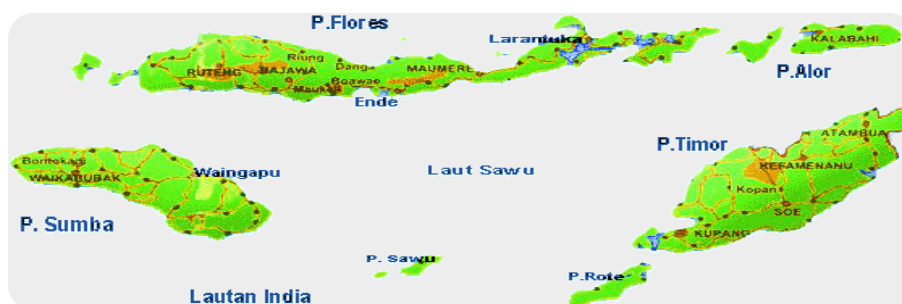 P.Flores
Larantuka
KALABAHI
Riung
Dang
RUTENG
BAJAWA
MAUMERE
Boawae
P.Alor
Ende
ATAMBUA
P.Timor
Waingapu
Laut Sawu
KEFAMENANU
WAIKABUBAK
Kopan
SOE
P. Sumba
KUPANG
P. Sawu
P.Rote
Lautan India